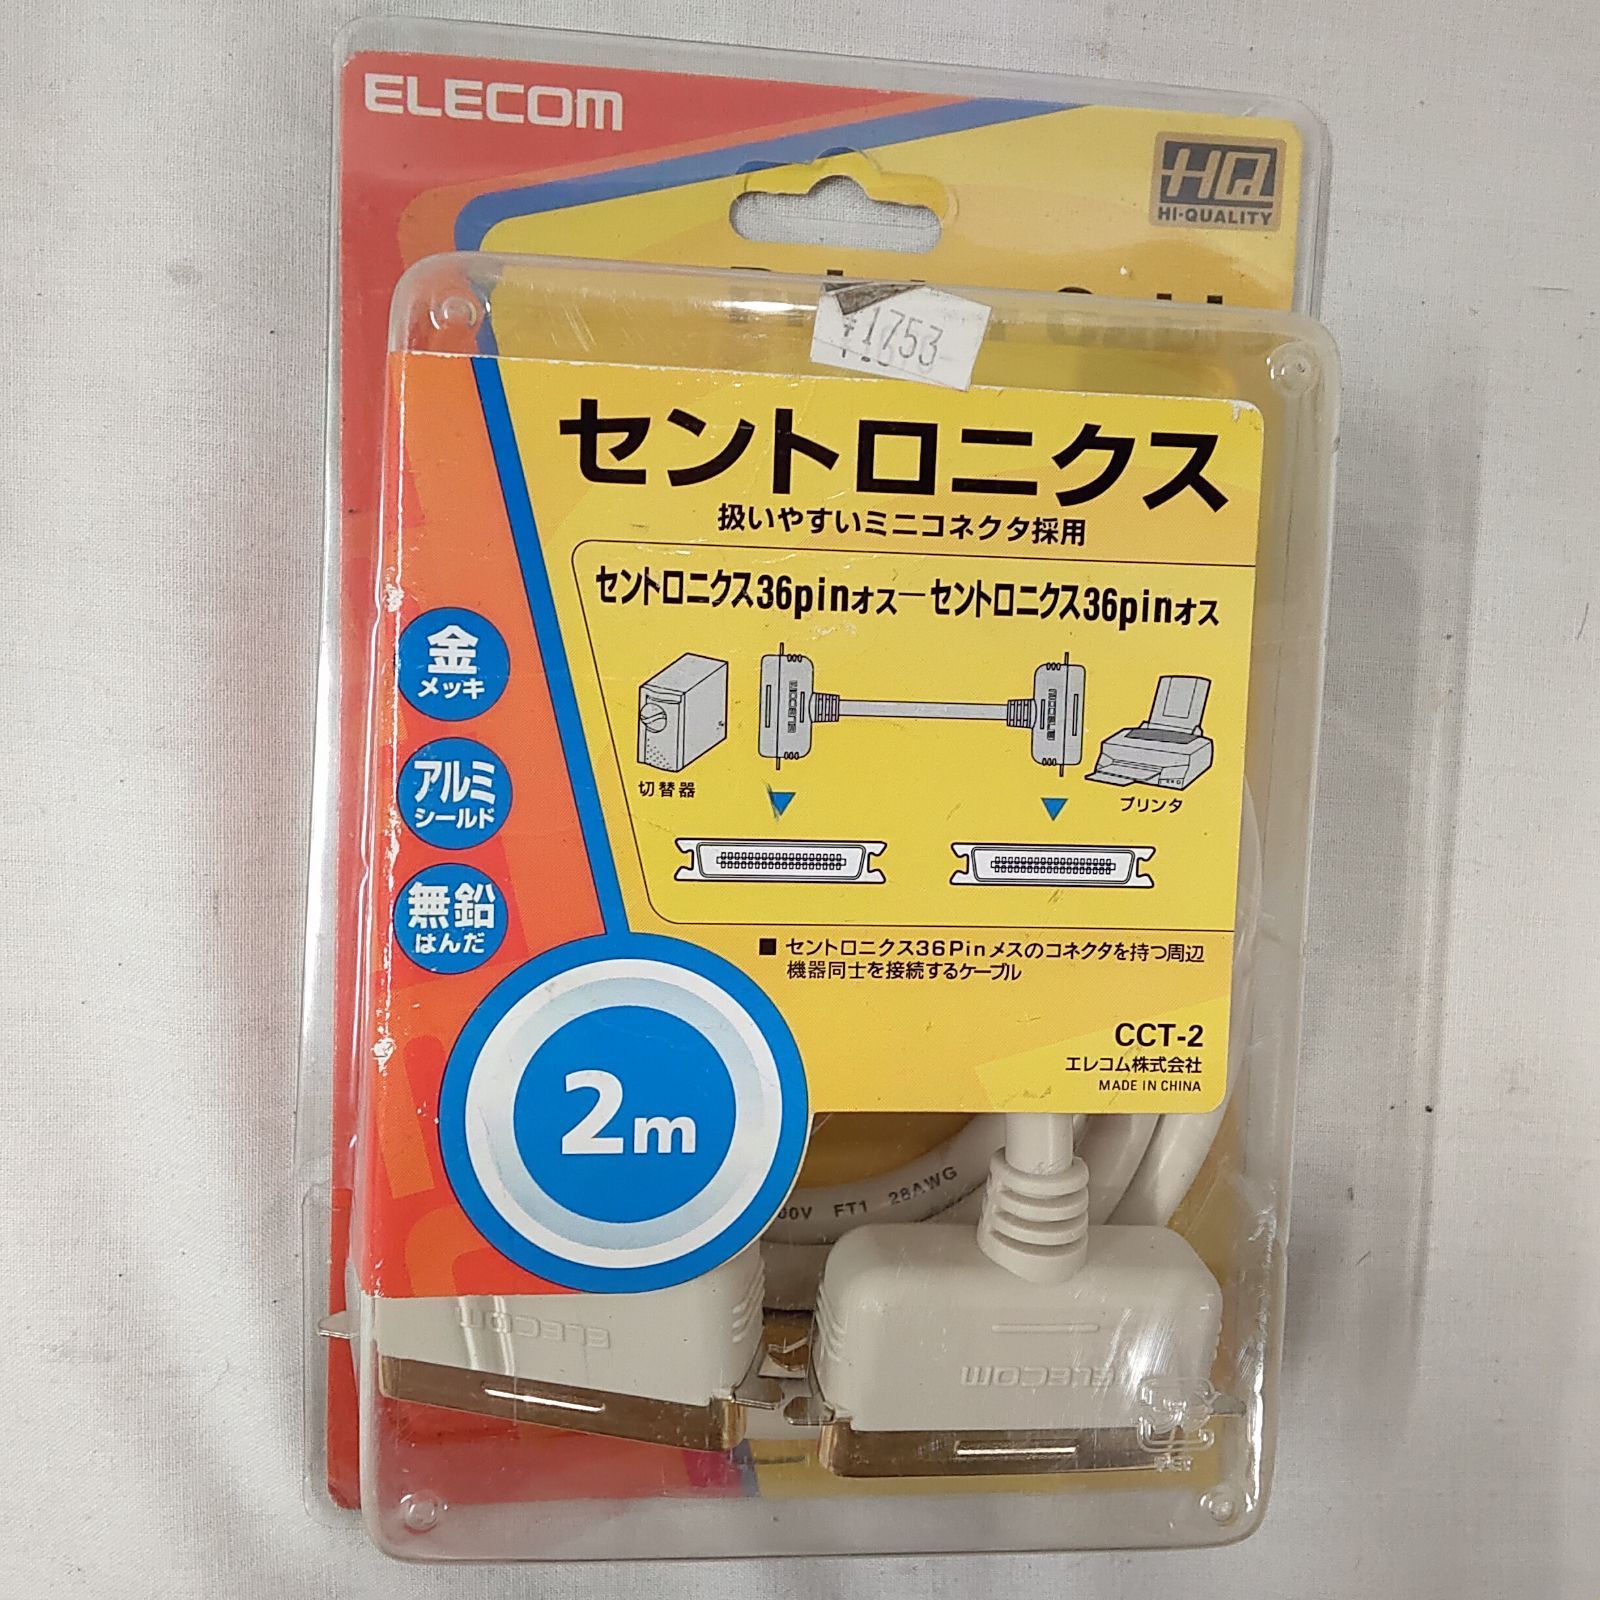 ELECOM
HQ
HI-QUALITY
¥1753
セントロニクス
扱いやすいミニコネクタ採用
セントロニクス36pinオス―セントロニクス36pinオス
金
メッキ
アルミ
シールド
無鉛
はんだ
ELECOM
ELECOM
切替器
プリンタ
■ セントロニクス36Pinメスのコネクタを持つ周辺
機器同士を接続するケーブル
CCT-2
エレコム株式会社
MADE IN CHINA
2m
FT1 28AWG
ELECOM
ELECOM
PET